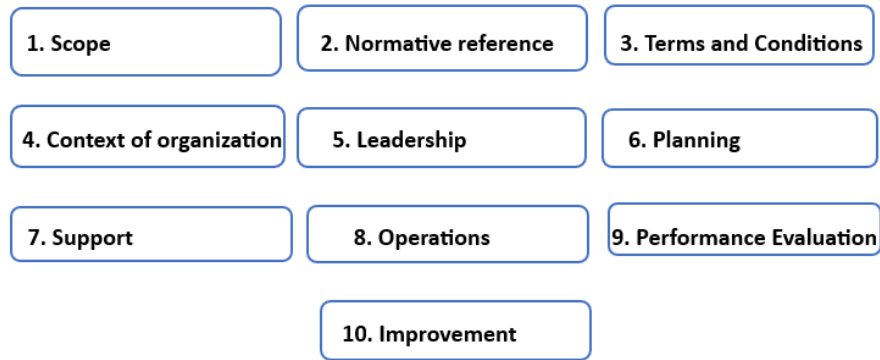 1. Scope
2. Normative reference
3. Terms and Conditions
4. Context of organization
5. Leadership
6. Planning
7. Support
8. Operations
9. Performance Evaluation
10. Improvement